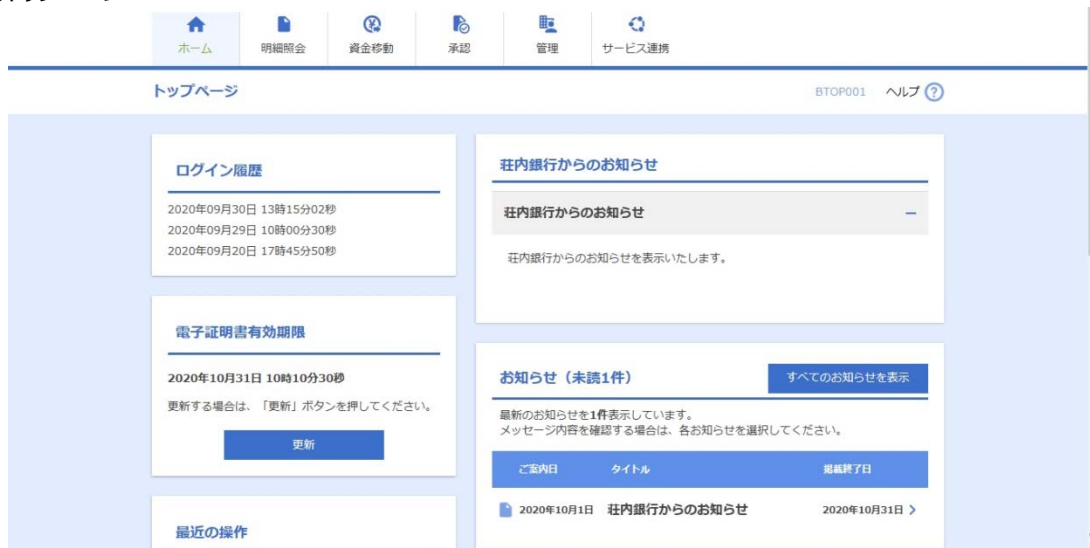 ホーム
明細照会
資金移動
承認
管理
サービス連携
トップページ
BTOP001 ヘルプ ?
ログイン履歴
2020年09月30日 13時15分02秒
2020年09月29日 10時00分30秒
2020年09月20日 17時45分50秒
電子証明書有効期限
2020年10月31日 10時10分30秒
更新する場合は、「更新」ボタンを押してください。
更新
最近の操作
荘内銀行からのお知らせ
荘内銀行からのお知らせ
荘内銀行からのお知らせを表示いたします。
お知らせ（未読1件）
すべてのお知らせを表示
最新のお知らせを1件表示しています。
メッセージ内容を確認する場合は、各お知らせを選択してください。
ご案内日 タイトル 掲載終了日
2020年10月1日 荘内銀行からのお知らせ 2020年10月31日